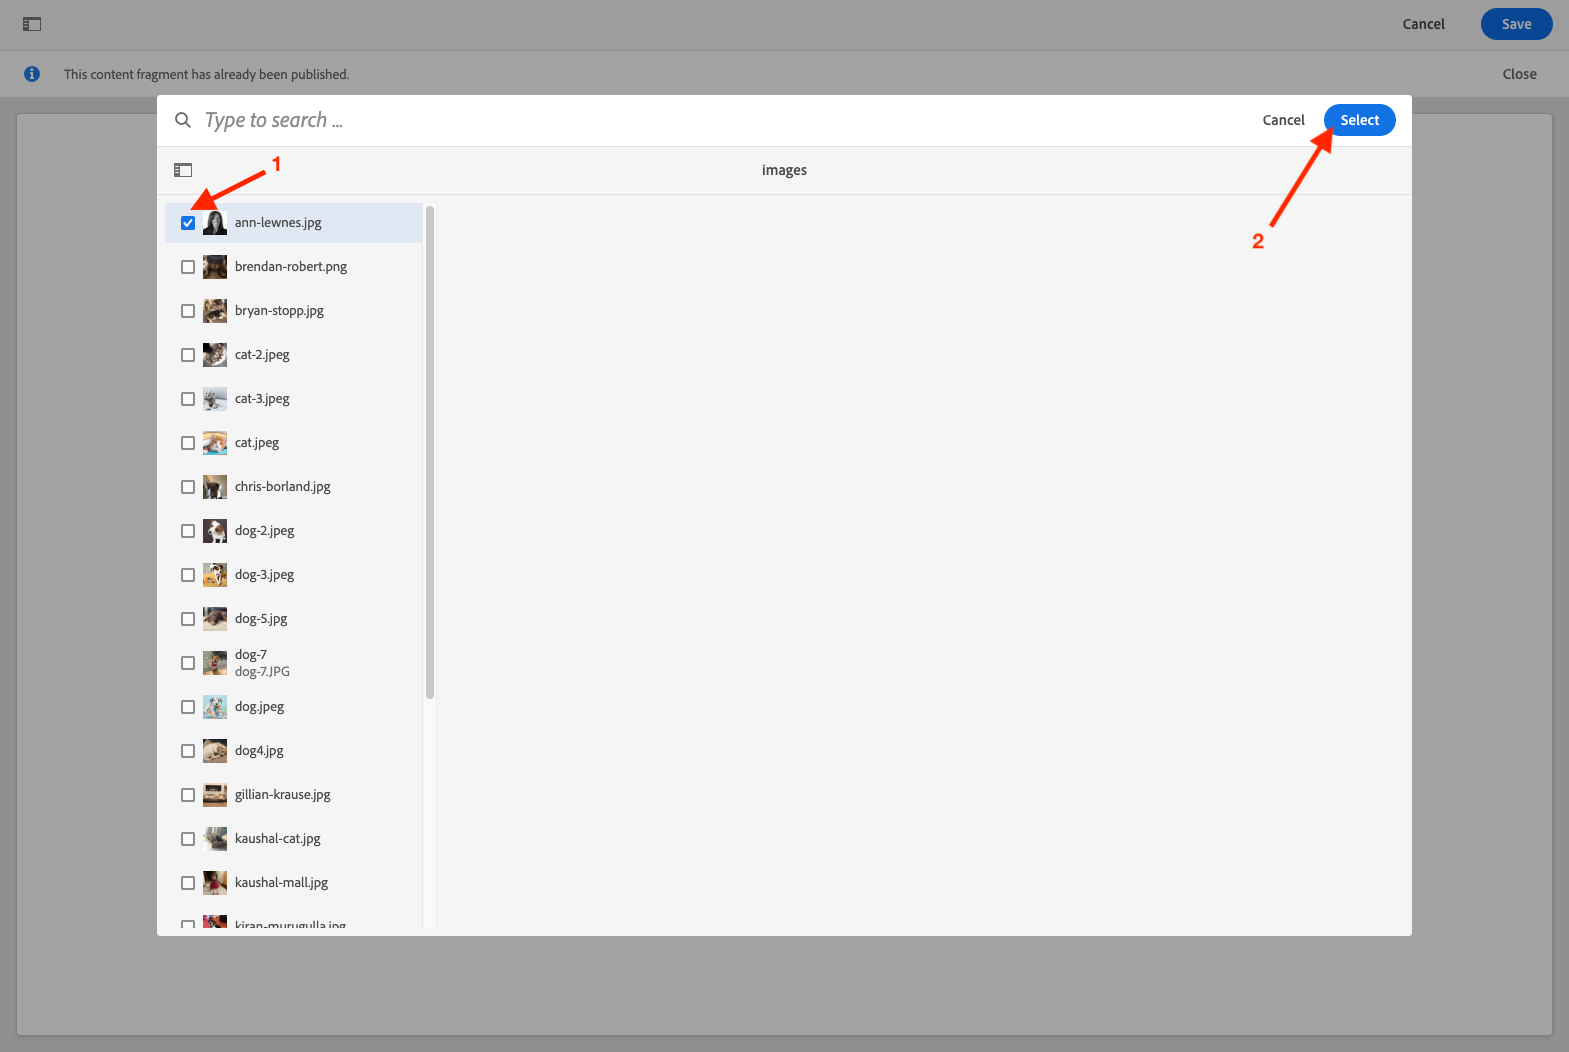 Cancel
Save
This content fragment has already been published.
Close
Type to search ...
Cancel
Select
images
1
2
ann-lewnes.jpg
brendan-robert.png
bryan-stopp.jpg
cat-2.jpeg
cat-3.jpeg
cat.jpeg
chris-borland.jpg
dog-2.jpeg
dog-3.jpeg
dog-5.jpg
dog-7
dog-7.JPG
dog.jpeg
dog4.jpg
gillian-krause.jpg
kaushal-cat.jpg
kaushal-mall.jpg
kiran-murugulla.jpg